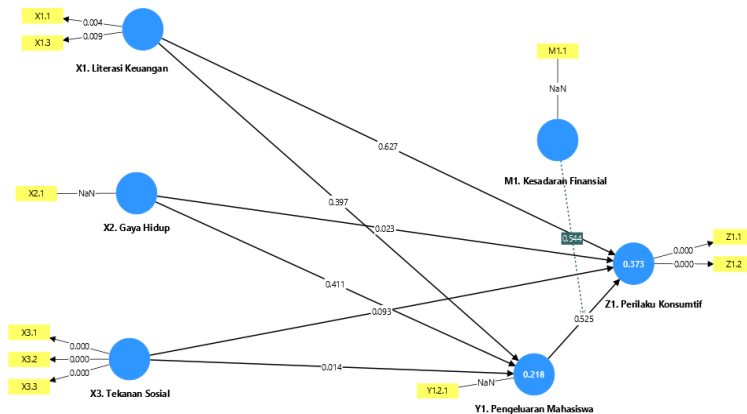 X1.1
0.004
0.009
X1.3
X1. Literasi Keuangan
M1.1
NaN
0.627
M1. Kesadaran Finansial
X2.1
NaN
0.397
X2. Gaya Hidup
0.023
0.544
Z1.1
0.000
0.373
0.000
Z1.2
0.411
Z1. Perilaku Konsumtif
0.093
0.525
X3.1
0.000
X3.2
0.000
0.000
X3.3
0.014
0.218
NaN
Y1.2.1
X3. Tekanan Sosial
Y1. Pengeluaran Mahasiswa